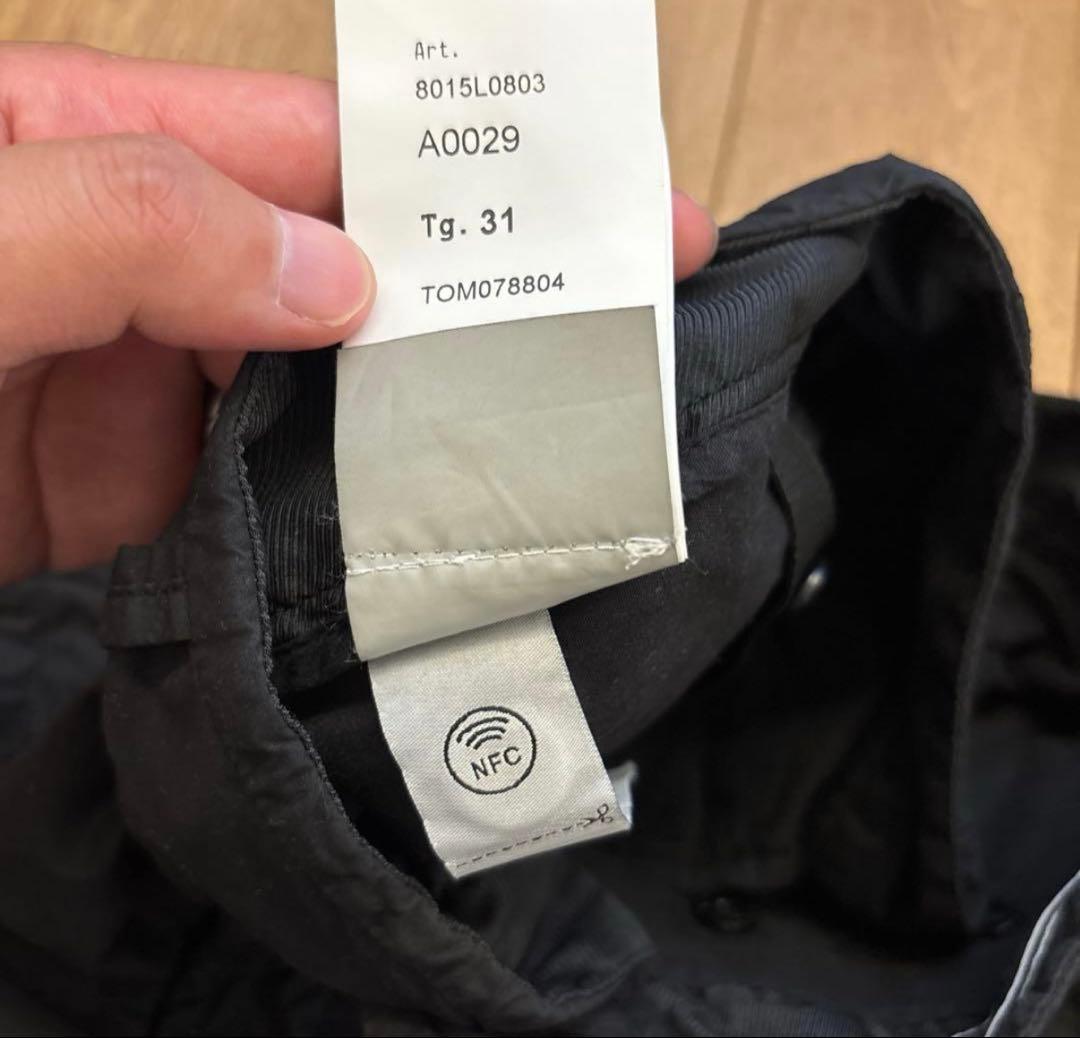 Art.
8015L0803
A0029
Tg. 31
TOM078804
NFC